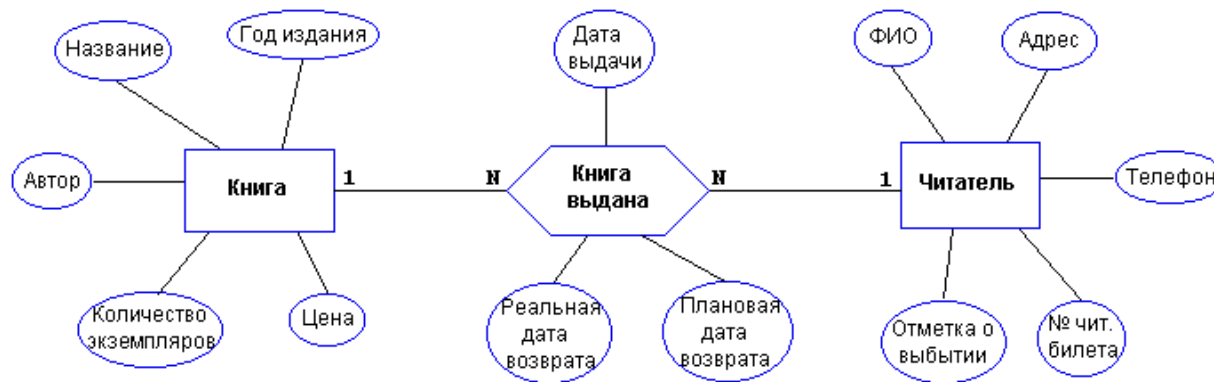 Название
Год издания
Дата
выдачи
ФИО
Адрес
Автор
Книга
1
N
Книга
выдана
N
1
Читатель
Телефон
Количество
экземпляров
Цена
Реальная
дата
возврата
Плановая
дата
возврата
Отметка о
выбытии
№ чит.
билета